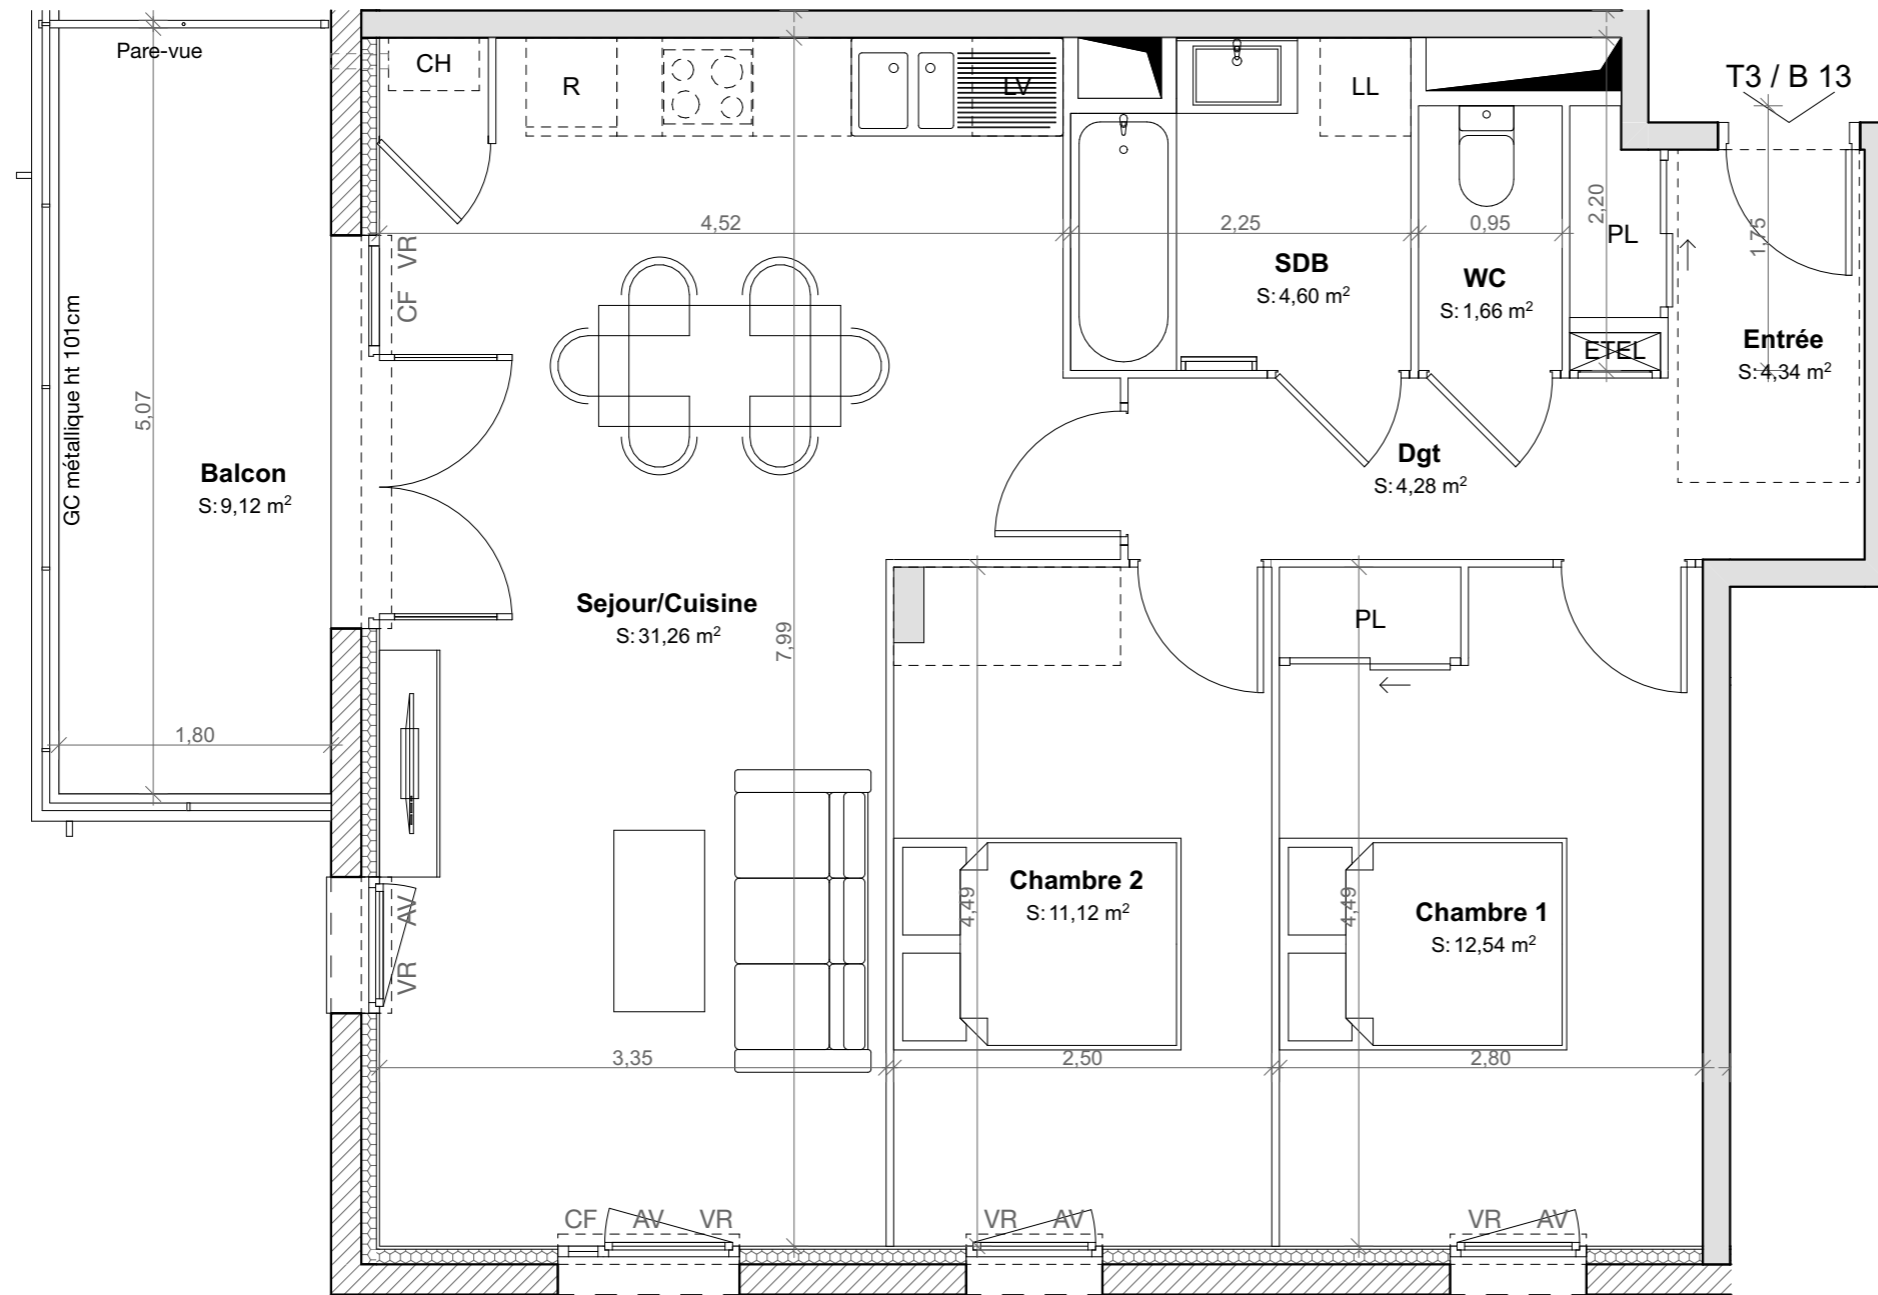 Pare-vue
CH
R
LV
LL
T3 / B 13
4,52
2,25
0,95
2,20
PL
1,75
VR
CF
SDB
S: 4,60 m²
WC
S: 1,66 m²
ETEL
Entrée
S: 4,34 m²
GC métallique ht 101cm
5,07
Balcon
S: 9,12 m²
Dgt
S: 4,28 m²
Sejour/Cuisine
S: 31,26 m²
7,99
PL
1,80
AV
VR
Chambre 2
S: 11,12 m²
4,49
Chambre 1
S: 12,54 m²
4,49
3,35
2,50
2,80
CF AV VR
VR AV
VR AV